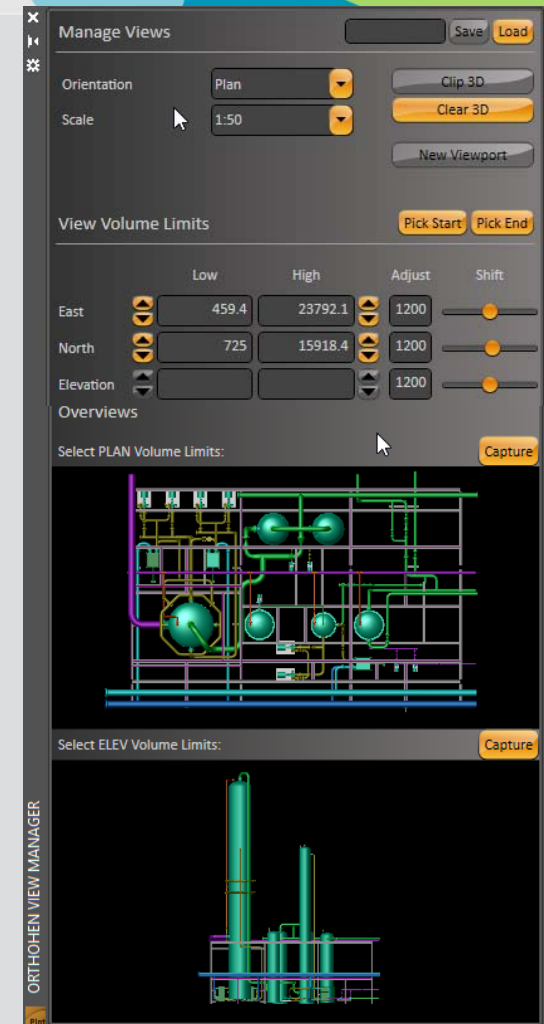 Manage Views Save Load
Orientation Plan Clip 3D
Clear 3D
Scale 1:50
New Viewport
View Volume Limits Pick Start Pick End
Low High Adjust Shift
East 459.4 23792.1 1200
North 725 15918.4 1200
Elevation 1200
Overviews
Select PLAN Volume Limits: Capture
Select ELEV Volume Limits: Capture
ORTHOHEN VIEW MANAGER